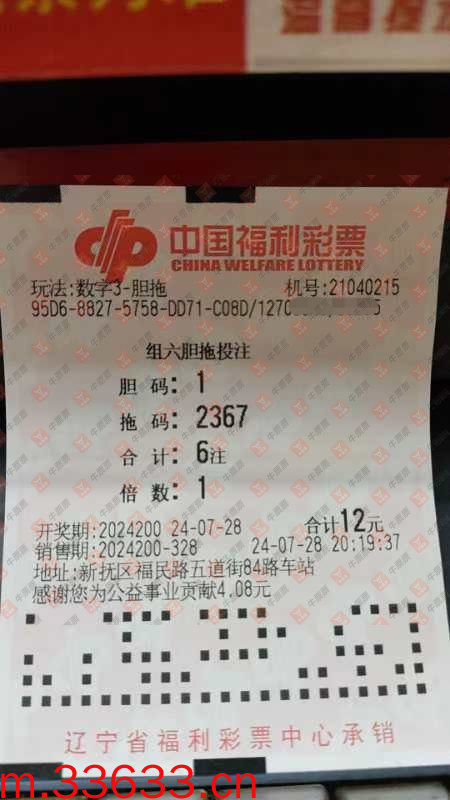 中国福利彩票
CHINA WELFARE LOTTERY
玩法:数字3-胆拖 机号:21040215
95D6-8827-5758-DD71-C08D/1270 5
组六胆拖投注
胆 码: 1
拖 码: 2367
合 计: 6注
倍 数: 1
开奖期:2024200 24-07-28 合计12元
销售期:2024200-328 24-07-28 20:19:37
地址:新抚区福民路五道街84路车站
感谢您为公益事业贡献4.08元
辽宁省福利彩票中心承销
m.33633.cn